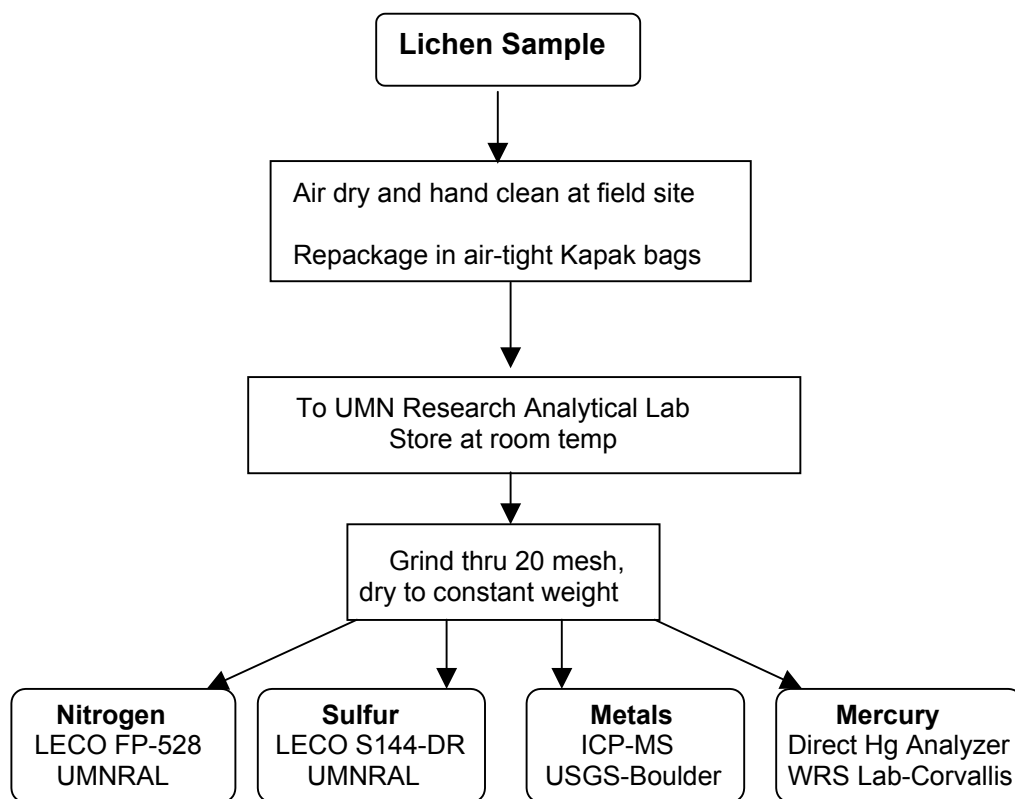 Lichen Sample
Air dry and hand clean at field site
Repackage in air-tight Kapak bags
To UMN Research Analytical Lab
Store at room temp
Grind thru 20 mesh,
dry to constant weight
Nitrogen
LECO FP-528
UMNRAL
Sulfur
LECO S144-DR
UMNRAL
Metals
ICP-MS
USGS-Boulder
Mercury
Direct Hg Analyzer
WRS Lab-Corvallis